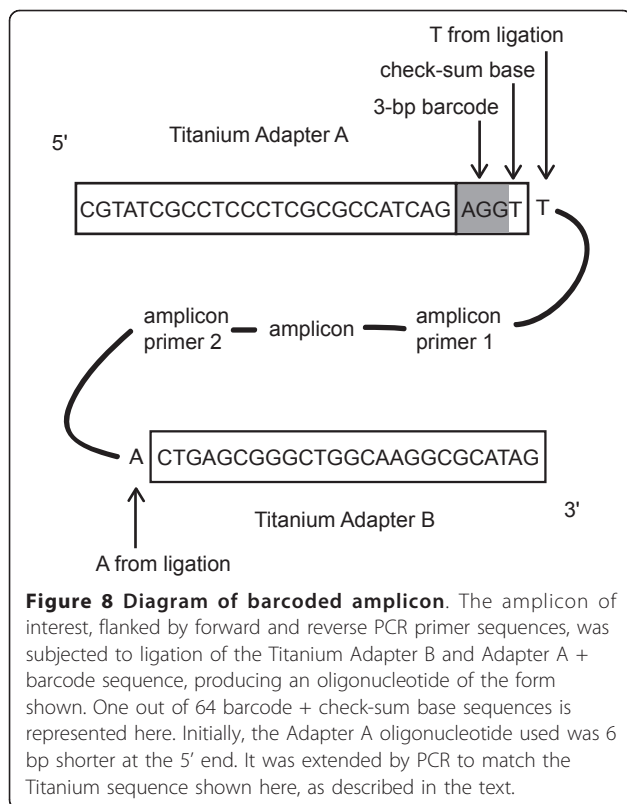 T from ligation
check-sum base
3-bp barcode
5'
Titanium Adapter A
CGTATCGCCTCCCTCGCGCCATCAG AGGT T
amplicon primer 2
amplicon
amplicon primer 1
A CTGAGCGGGCTGGCAAGGCGCATAG
Titanium Adapter B
3'
A from ligation
Figure 8 Diagram of barcoded amplicon. The amplicon of
interest, flanked by forward and reverse PCR primer sequences, was
subjected to ligation of the Titanium Adapter B and Adapter A +
barcode sequence, producing an oligonucleotide of the form
shown. One out of 64 barcode + check-sum base sequences is
represented here. Initially, the Adapter A oligonucleotide used was 6
bp shorter at the 5' end. It was extended by PCR to match the
Titanium sequence shown here, as described in the text.